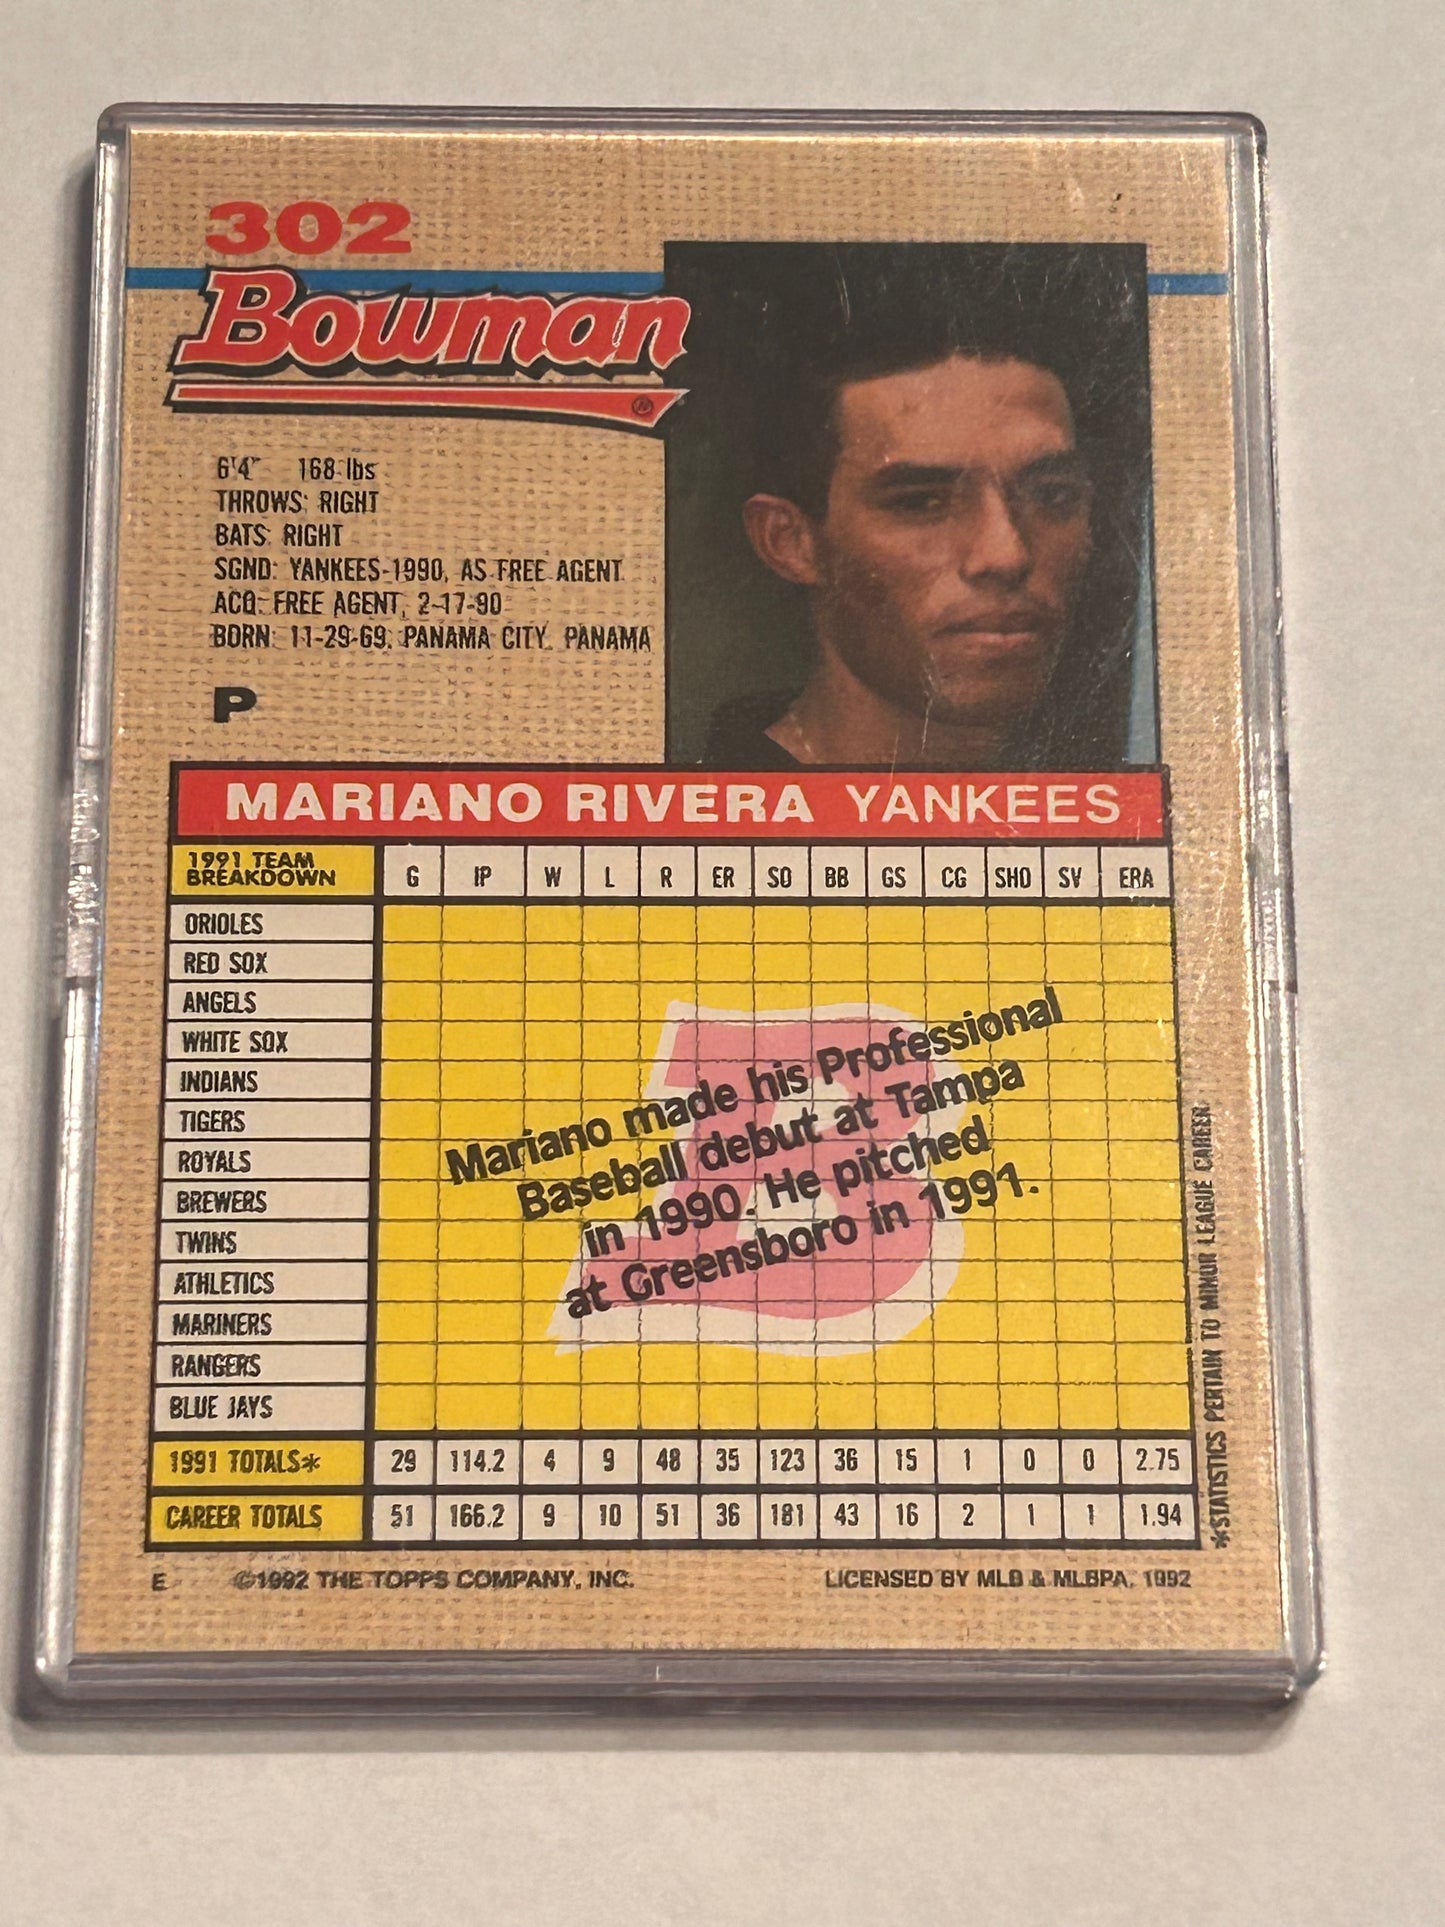 302
Bowman
®
6'4" 168 lbs
THROWS: RIGHT
BATS: RIGHT
SGND: YANKEES-1990, AS FREE AGENT
ACQ: FREE AGENT, 2-17-90
BORN: 11-29-69, PANAMA CITY, PANAMA
P
MARIANO RIVERA YANKEES
1991 TEAM
BREAKDOWN G IP W L R ER SO BB GS CG SHO SV ERA
ORIOLES
RED SOX
ANGELS
WHITE SOX
INDIANS
TIGERS
ROYALS
BREWERS
TWINS
ATHLETICS
MARINERS
RANGERS
BLUE JAYS
B
Mariano made his Professional
Baseball debut at Tampa
in 1990. He pitched
at Greensboro in 1991.
1991 TOTALS* 29 114.2 4 9 48 35 123 36 15 1 0 0 2.75
CAREER TOTALS 51 166.2 9 10 51 36 181 43 16 2 1 1 1.94
*STATISTICS PERTAIN TO MINOR LEAGUE CAREER
E ©1992 THE TOPPS COMPANY, INC. LICENSED BY MLB & MLBPA, 1992